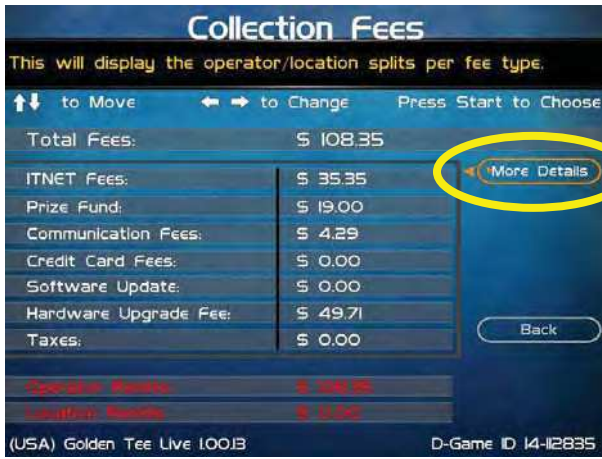 Collection Fees
This will display the operator/location splits per fee type.
to Move to Change Press Start to Choose
Total Fees: $ 108.35
More Details
ITNET Fees: $ 35.35
Prize Fund: $ 19.00
Communication Fees: $ 4.29
Credit Card Fees: $ 0.00
Software Update: $ 0.00
Hardware Upgrade Fee: $ 49.71
Taxes: $ 0.00
Back
(USA) Golden Tee Live 1.00.13 D-Game ID 14-112835